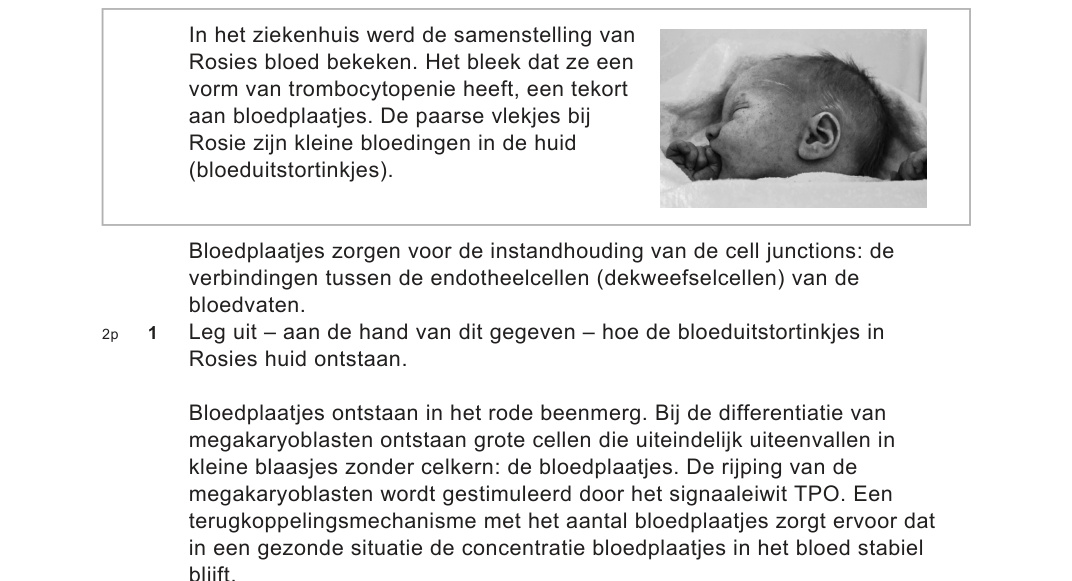 In het ziekenhuis werd de samenstelling van
Rosies bloed bekeken. Het bleek dat ze een
vorm van trombocytopenie heeft, een tekort
aan bloedplaatjes. De paarse vlekjes bij
Rosie zijn kleine bloedingen in de huid
(bloeduitstortinkjes).
Bloedplaatjes zorgen voor de instandhouding van de cell junctions: de
verbindingen tussen de endotheelcellen (dekweefselcellen) van de
bloedvaten.
2p 1 Leg uit – aan de hand van dit gegeven – hoe de bloeduitstortinkjes in
Rosies huid ontstaan.
Bloedplaatjes ontstaan in het rode beenmerg. Bij de differentiatie van
megakaryoblasten ontstaan grote cellen die uiteindelijk uiteenvallen in
kleine blaasjes zonder celkern: de bloedplaatjes. De rijping van de
megakaryoblasten wordt gestimuleerd door het signaaleiwit TPO. Een
terugkoppelingsmechanisme met het aantal bloedplaatjes zorgt ervoor dat
in een gezonde situatie de concentratie bloedplaatjes in het bloed stabiel
blijft.